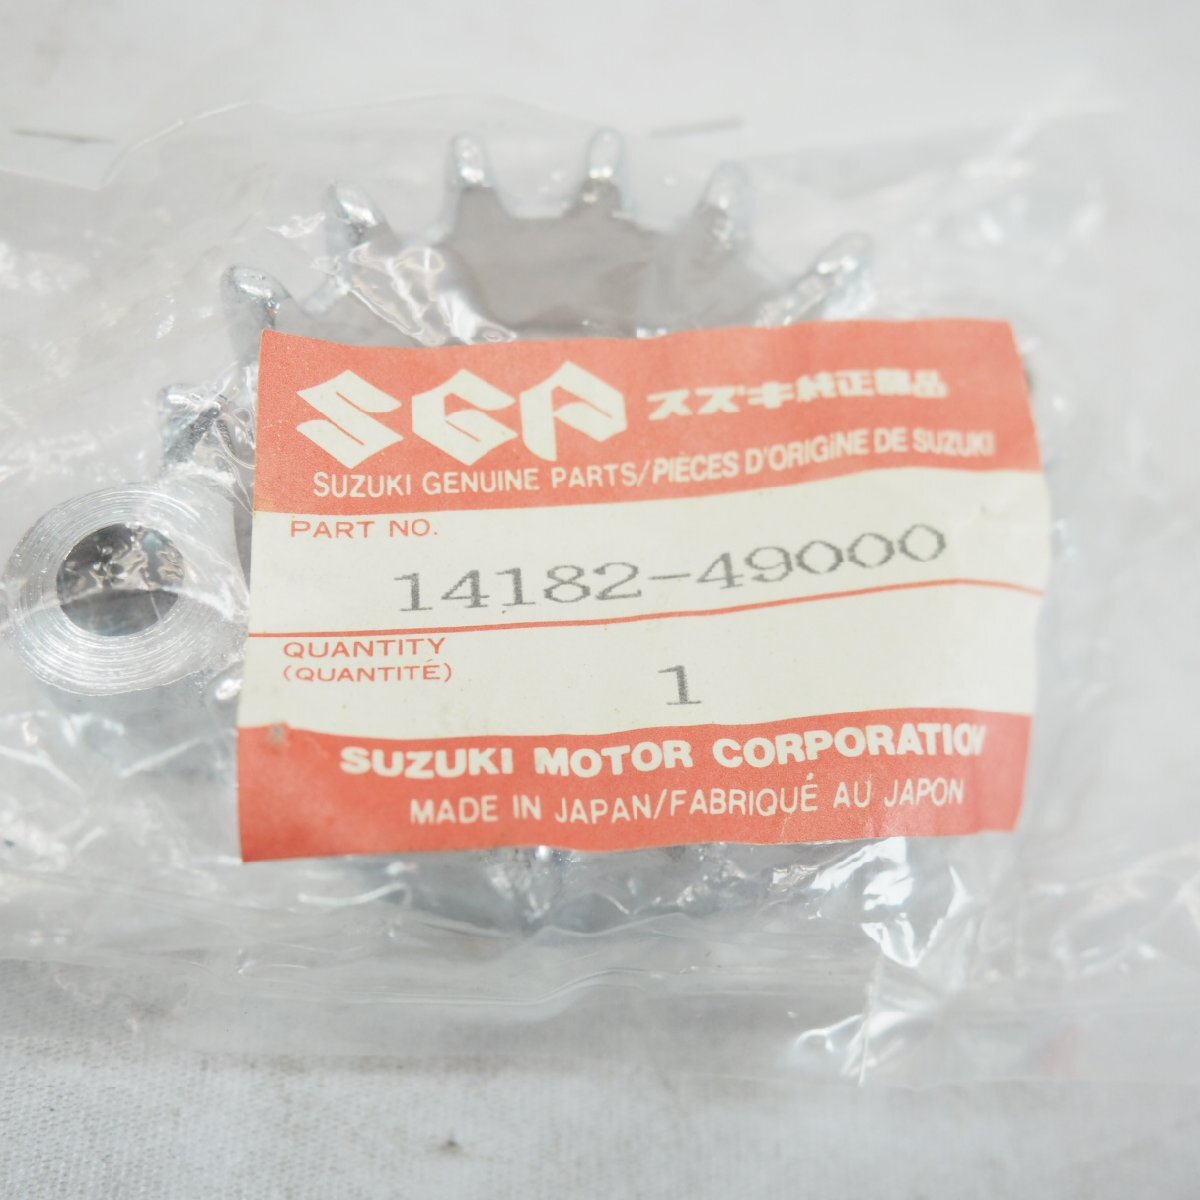 SGP スズキ純正部品
SUZUKI GENUINE PARTS/PIÈCES D'ORIGINE DE SUZUKI
PART NO.
14182-49000
QUANTITY
(QUANTITÉ)
1
SUZUKI MOTOR CORPORATION
MADE IN JAPAN/FABRIQUÉ AU JAPON